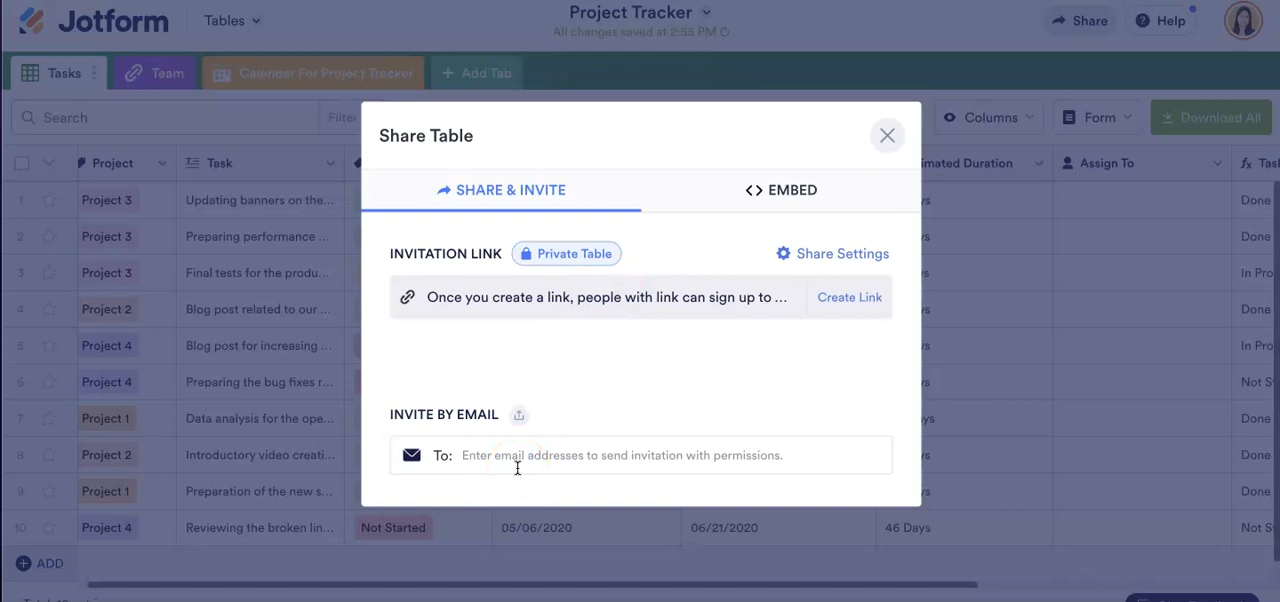 Jotform
Tables
Project Tracker
All changes saved at 2:55 PM
Share
Help
Tasks
Team
Calendar For Project Tracker
+ Add Tab
Search
Filter
Columns
Form
Download All
Share Table
SHARE & INVITE
<> EMBED
INVITATION LINK
Private Table
Share Settings
Once you create a link, people with link can sign up to ...
Create Link
INVITE BY EMAIL
To: Enter email addresses to send invitation with permissions.
Project Task Duration Assign To fx
1 Project 3 Updating banners on the... Done
2 Project 3 Preparing performance ... Done
3 Project 3 Final tests for the produ... In Pro
4 Project 2 Blog post related to our ... Done
5 Project 4 Blog post for increasing ... In Pro
6 Project 4 Preparing the bug fixes r... Not S
7 Project 1 Data analysis for the ope... Done
8 Project 2 Introductory video creati... Done
9 Project 1 Preparation of the new s... Done
10 Project 4 Reviewing the broken lin... Not Started 05/06/2020 06/21/2020 46 Days Not S
ADD